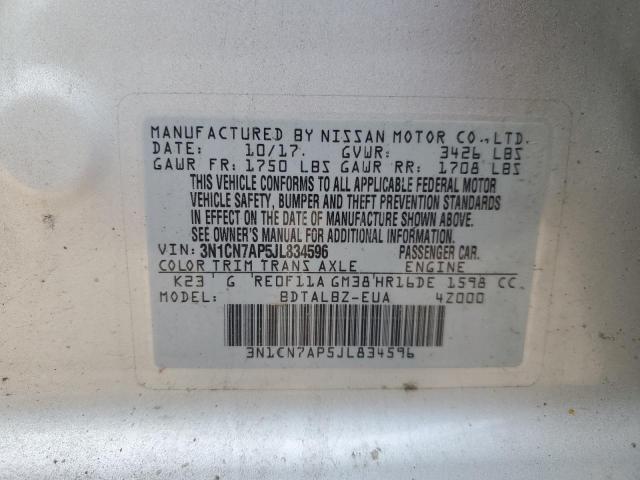 MANUFACTURED BY NISSAN MOTOR CO.,LTD.
DATE: 10/17. GVWR: 3426 LBS
GAWR FR: 1750 LBS GAWR RR: 1708 LBS
THIS VEHICLE CONFORMS TO ALL APPLICABLE FEDERAL MOTOR
VEHICLE SAFETY, BUMPER AND THEFT PREVENTION STANDARDS
IN EFFECT ON THE DATE OF MANUFACTURE SHOWN ABOVE.
SEE OWNER'S MANUAL FOR ADDITIONAL INFORMATION.
VIN: 3N1CN7AP5JL834596 PASSENGER CAR.
COLOR TRIM TRANS AXLE ENGINE
K23 G RE0F11A GM38 HR16DE 1598 CC
MODEL: BDTALBZ-EUA 4Z000
3N1CN7AP5JL834596